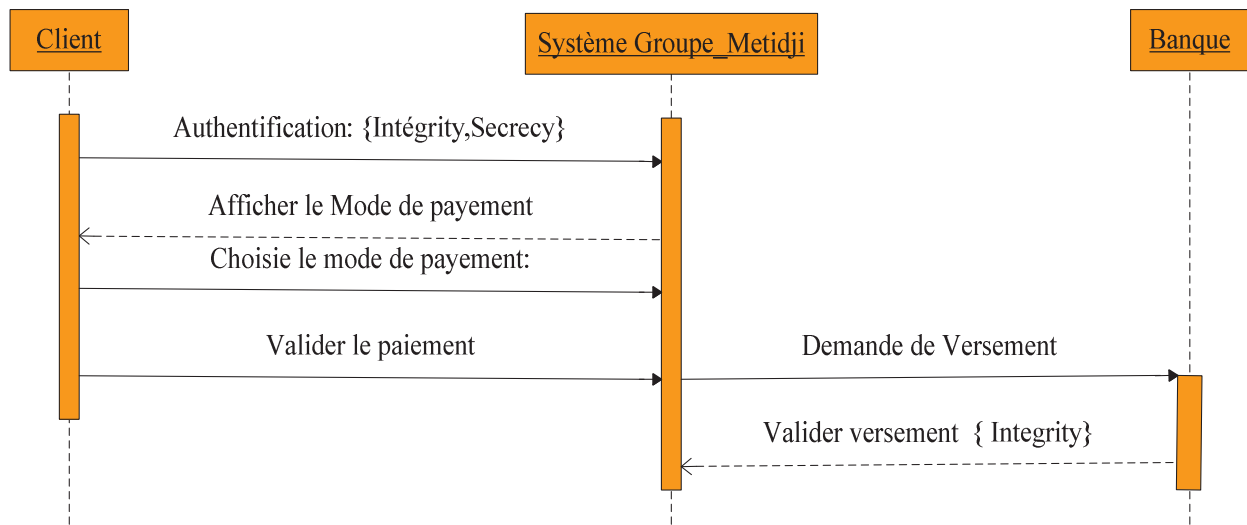 Client
Système Groupe_Metidji
Banque
Authentification: {Intégrity,Secrecy}
Afficher le Mode de payement
Choisie le mode de payement:
Valider le paiement
Demande de Versement
Valider versement { Integrity}